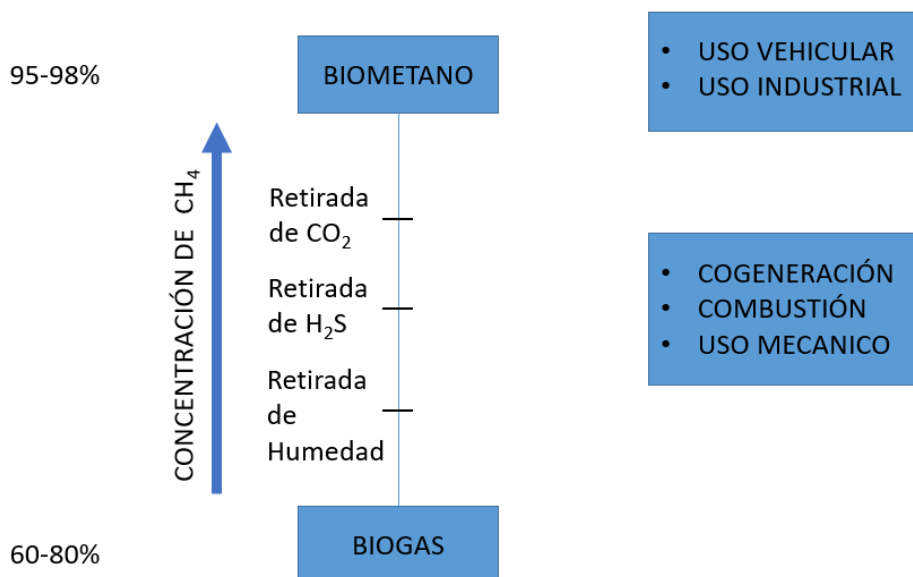 95-98%
BIOMETANO
• USO VEHICULAR
• USO INDUSTRIAL
CONCENTRACIÓN DE CH₄
Retirada
de CO₂
Retirada
de H₂S
Retirada
de
Humedad
• COGENERACIÓN
• COMBUSTIÓN
• USO MECANICO
60-80%
BIOGAS